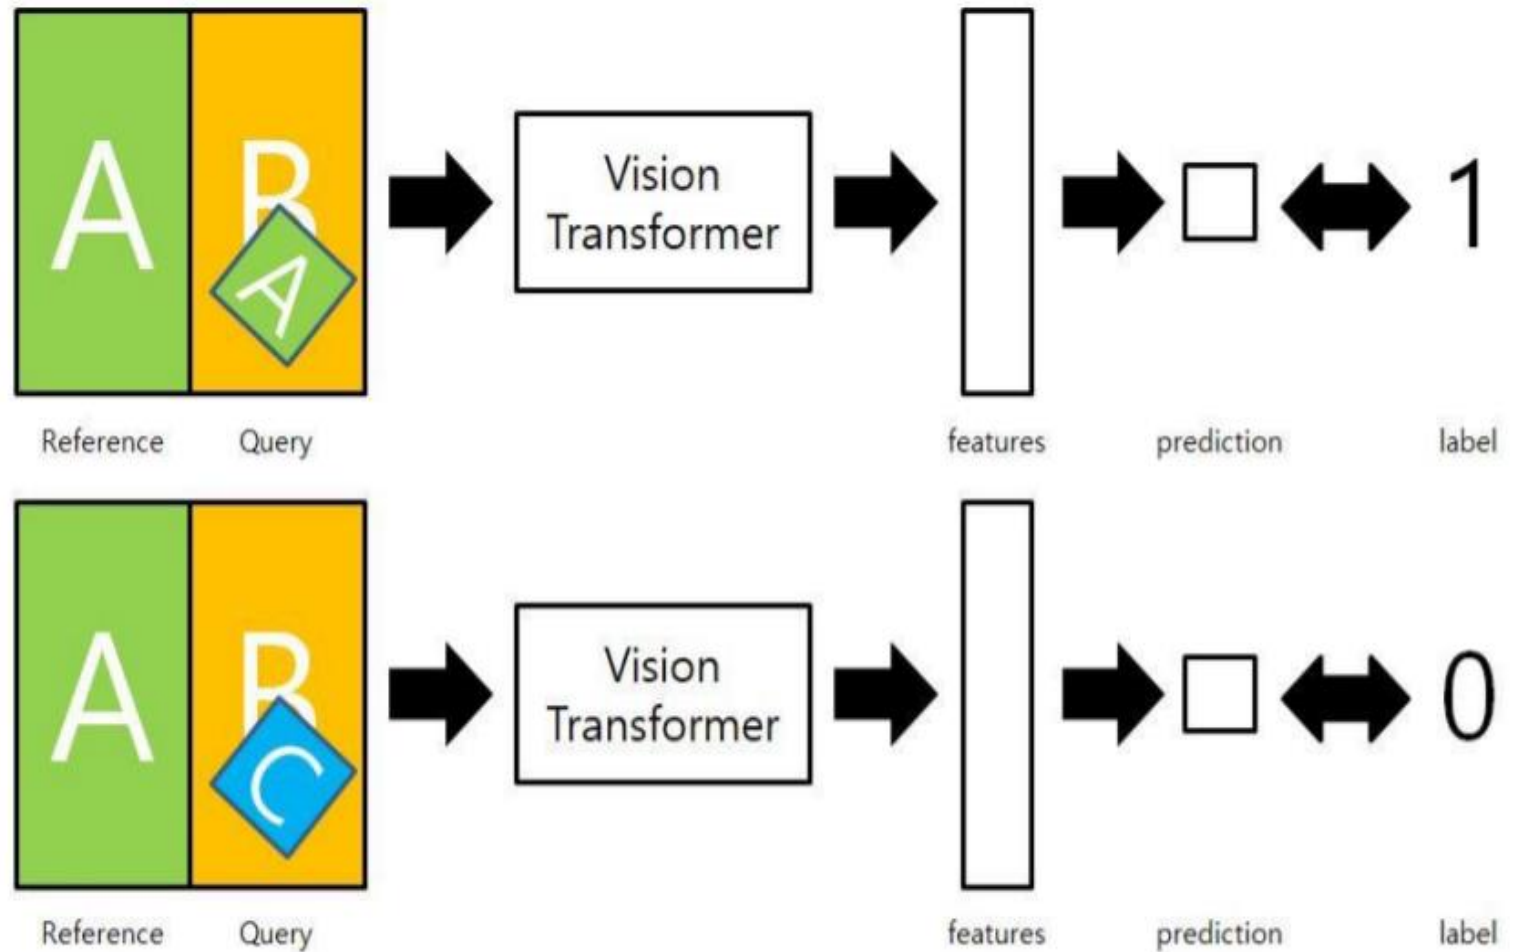 A
B
A
Vision
Transformer
1
Reference
Query
features
prediction
label
A
B
C
Vision
Transformer
0
Reference
Query
features
prediction
label